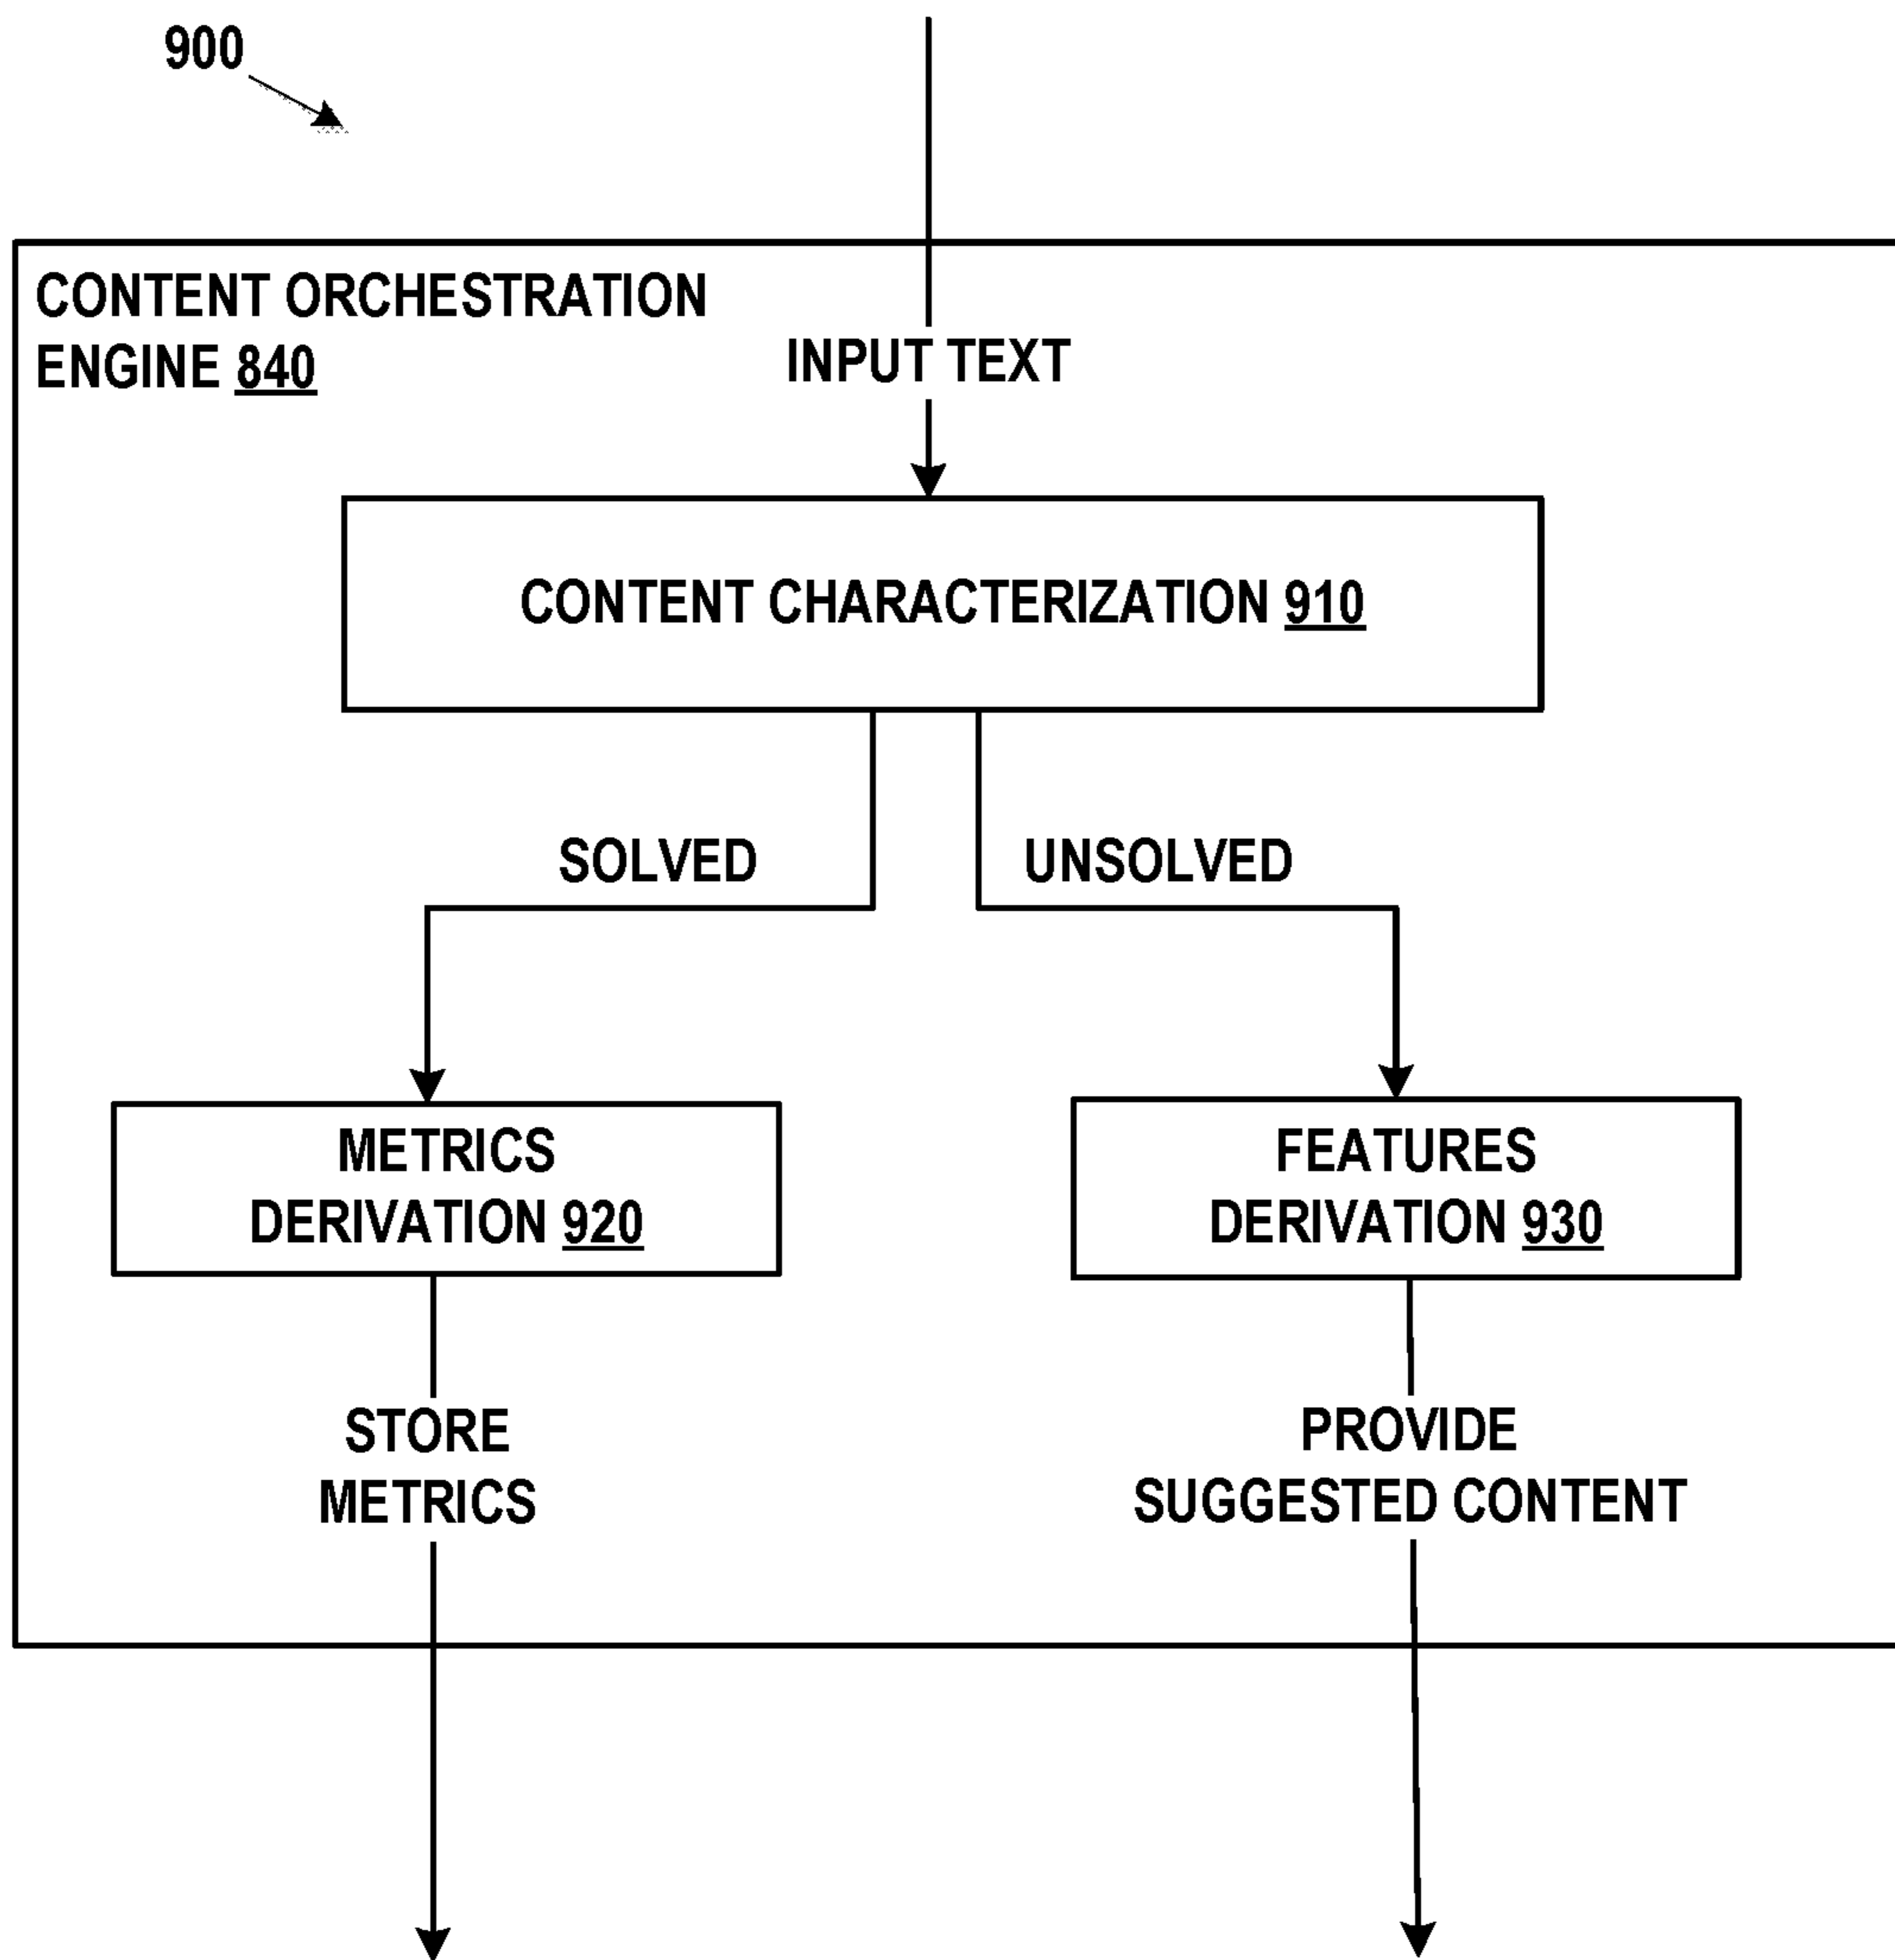 900
CONTENT ORCHESTRATION
ENGINE 840
INPUT TEXT
CONTENT CHARACTERIZATION 910
SOLVED
UNSOLVED
METRICS
DERIVATION 920
FEATURES
DERIVATION 930
STORE
METRICS
PROVIDE
SUGGESTED CONTENT